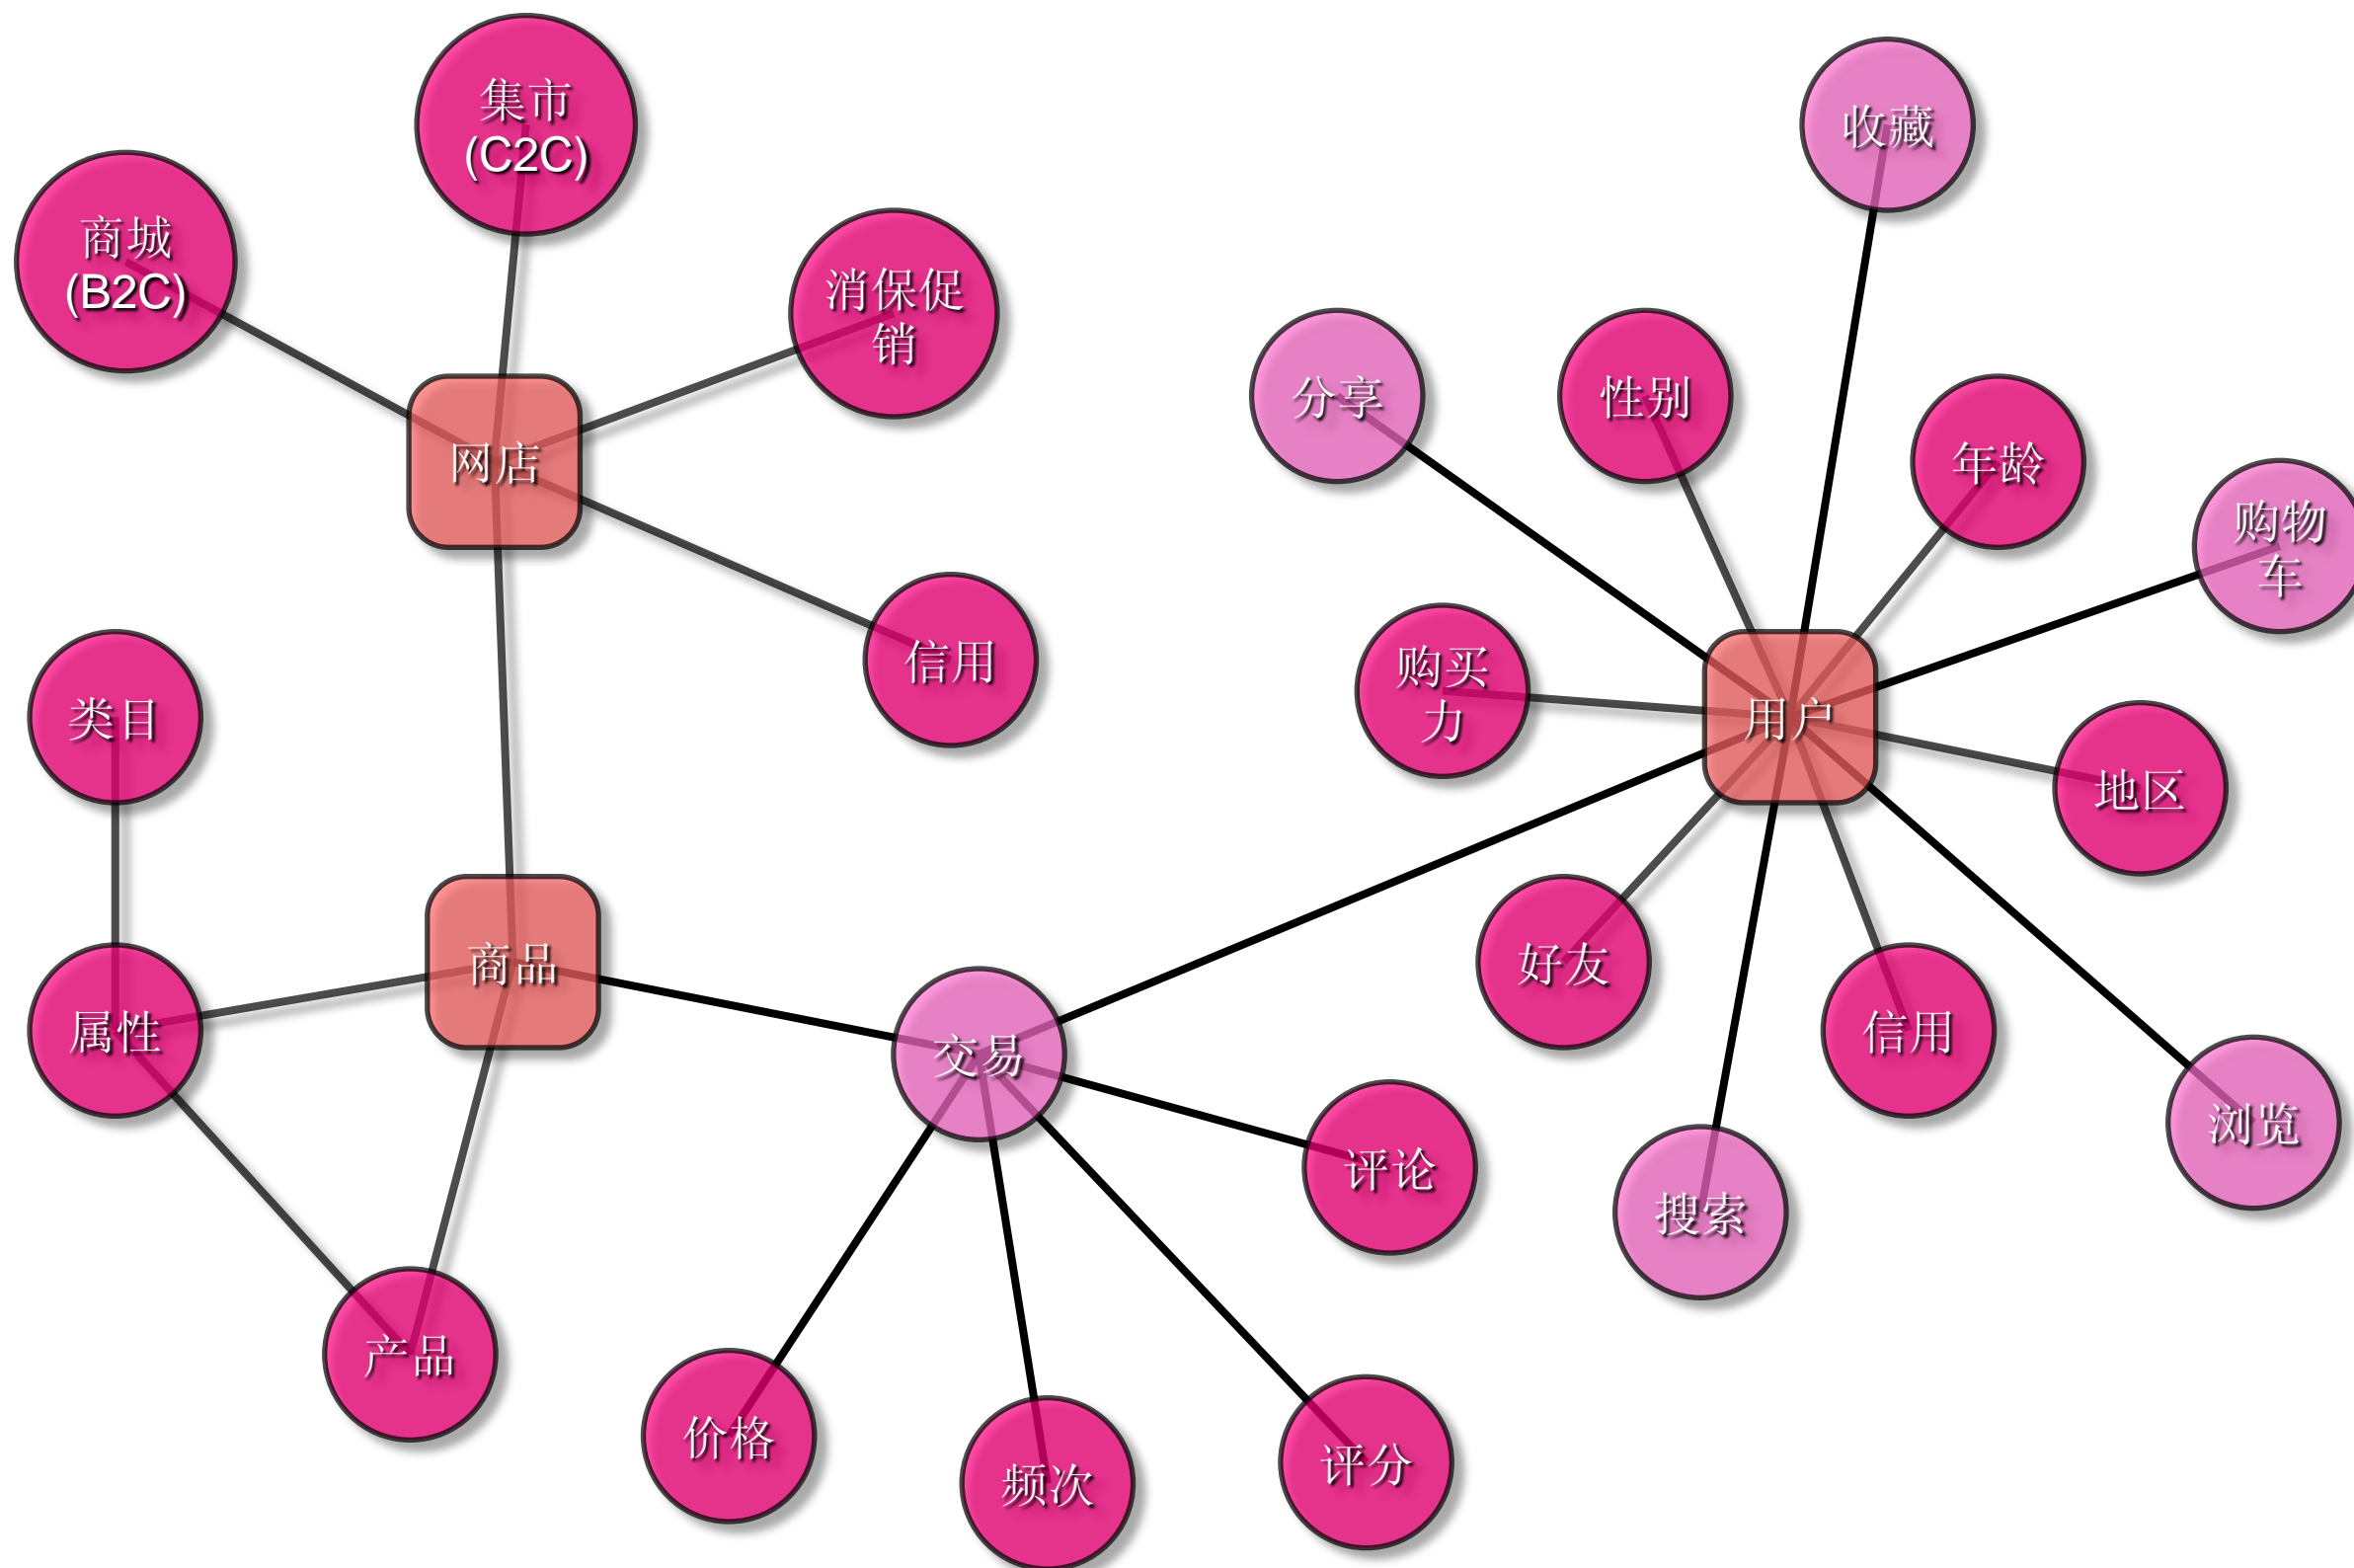 集市
(C2C)
收藏
商城
(B2C)
消保促
销
分享
性别
年龄
网店
购物
车
信用
购买
力
类目
用户
地区
商品
好友
属性
交易
信用
浏览
评论
搜索
产品
价格
频次
评分